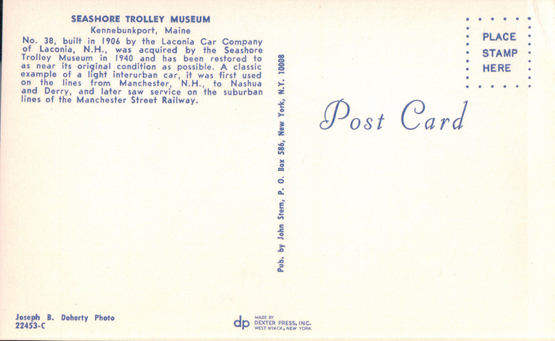 SEASHORE TROLLEY MUSEUM
Kennebunkport, Maine
No. 38, built in 1906 by the Laconia Car Company
of Laconia, N.H., was acquired by the Seashore
Trolley Museum in 1940 and has been restored to
as near its original condition as possible. A classic
example of a light interurban car, it was first used
on the lines from Manchester, N.H., to Nashua
and Derry, and later saw service on the suburban
lines of the Manchester Street Railway.
Joseph B. Doherty Photo
22453-C
Pub. by John Stern, P. O. Box 586, New York, N.Y. 10008
dp
MADE BY
DEXTER PRESS, INC.
WEST NYACK, NEW YORK
Post Card
PLACE
STAMP
HERE